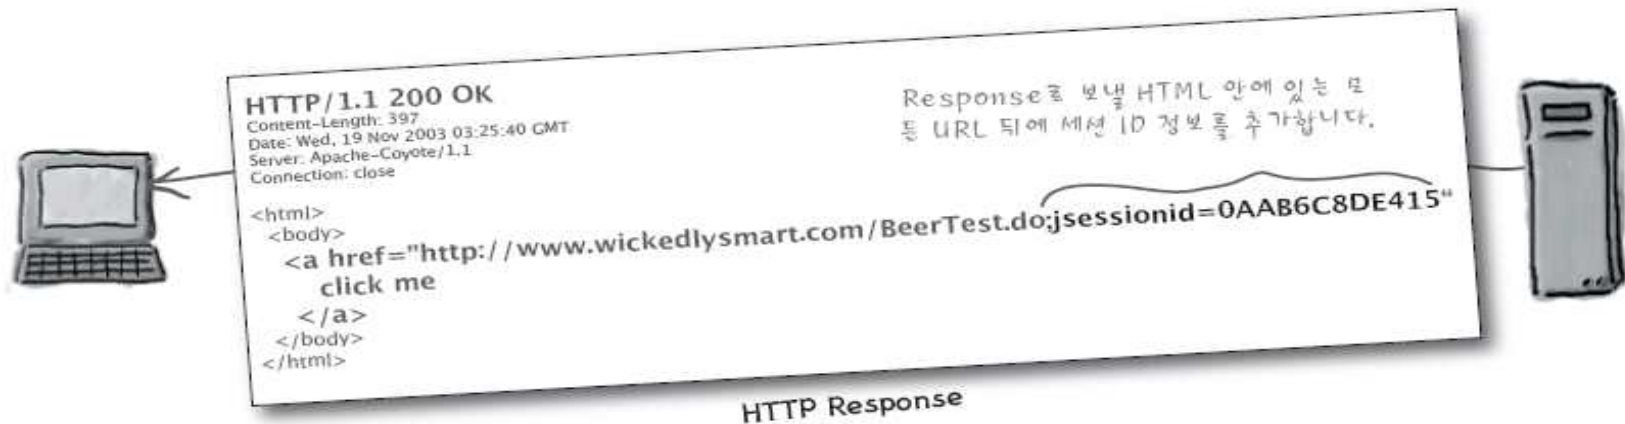 HTTP/1.1 200 OK
Content-Length: 397
Date: Wed, 19 Nov 2003 03:25:40 GMT
Server: Apache-Coyote/1.1
Connection: close
Response로 보낼 HTML 안에 있는 모
든 URL 뒤에 세션 ID 정보를 추가합니다.
<html>
<body>
<a href="http://www.wickedlysmart.com/BeerTest.do;jsessionid=0AAB6C8DE415"
click me
</a>
</body>
</html>
HTTP Response